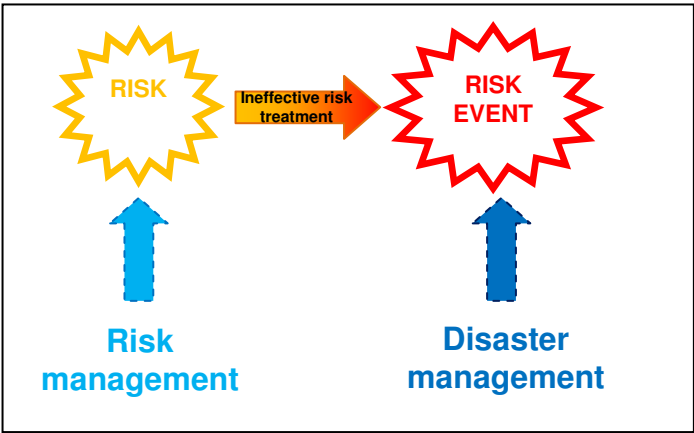 RISK
Ineffective risk
treatment
RISK
EVENT
Risk
management
Disaster
management